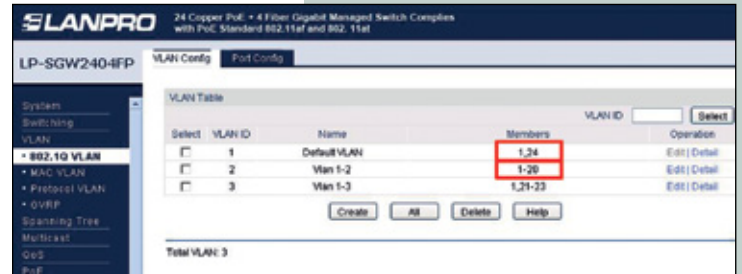 LANPRO
24 Copper PoE + 4 Fiber Gigabit Managed Switch Complies
with PoE Standard 802.11af and 802. 11at
LP-SGW2404FP
VLAN Config Port Config
System
Switching
VLAN
• 802.1Q VLAN
• MAC VLAN
• Protocol VLAN
• GVRP
Spanning Tree
Multicast
QoS
PoE
VLAN Table
VLAN ID Select
Select VLAN ID Name Members Operation
1 Default VLAN 1,24 Edit | Detail
2 Vlan 1-2 1-20 Edit | Detail
3 Vlan 1-3 1,21-23 Edit | Detail
Create All Delete Help
Total VLAN: 3